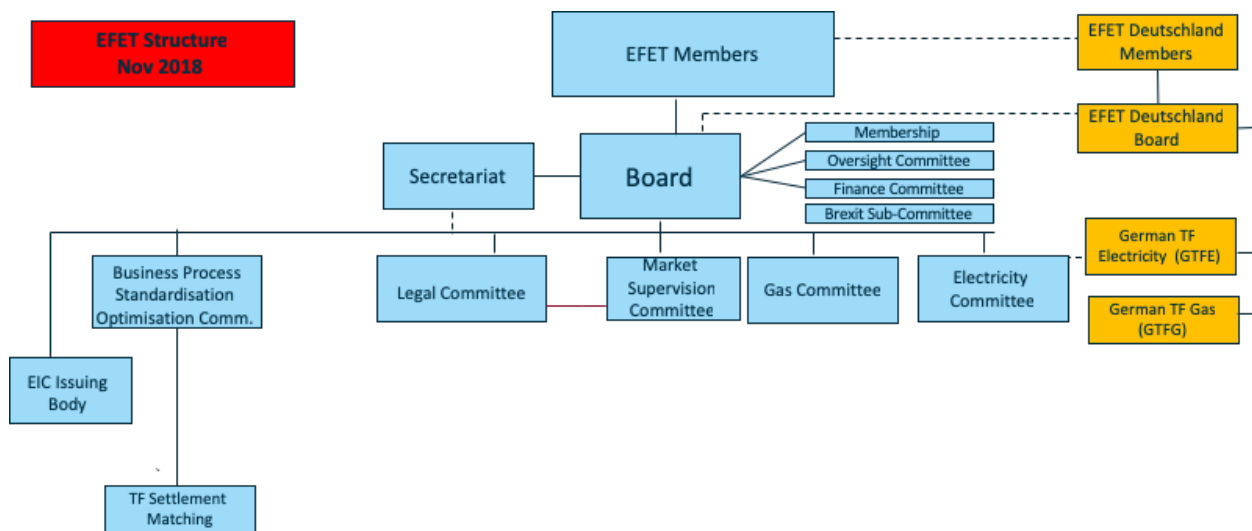 EFET Structure
Nov 2018
EFET Members
EFET Deutschland
Members
EFET Deutschland
Board
Secretariat
Board
Membership
Oversight Committee
Finance Committee
Brexit Sub-Committee
Business Process
Standardisation
Optimisation Comm.
Legal Committee
Market
Supervision
Committee
Gas Committee
Electricity
Committee
German TF
Electricity (GTFE)
German TF Gas
(GTFG)
EIC Issuing
Body
TF Settlement
Matching